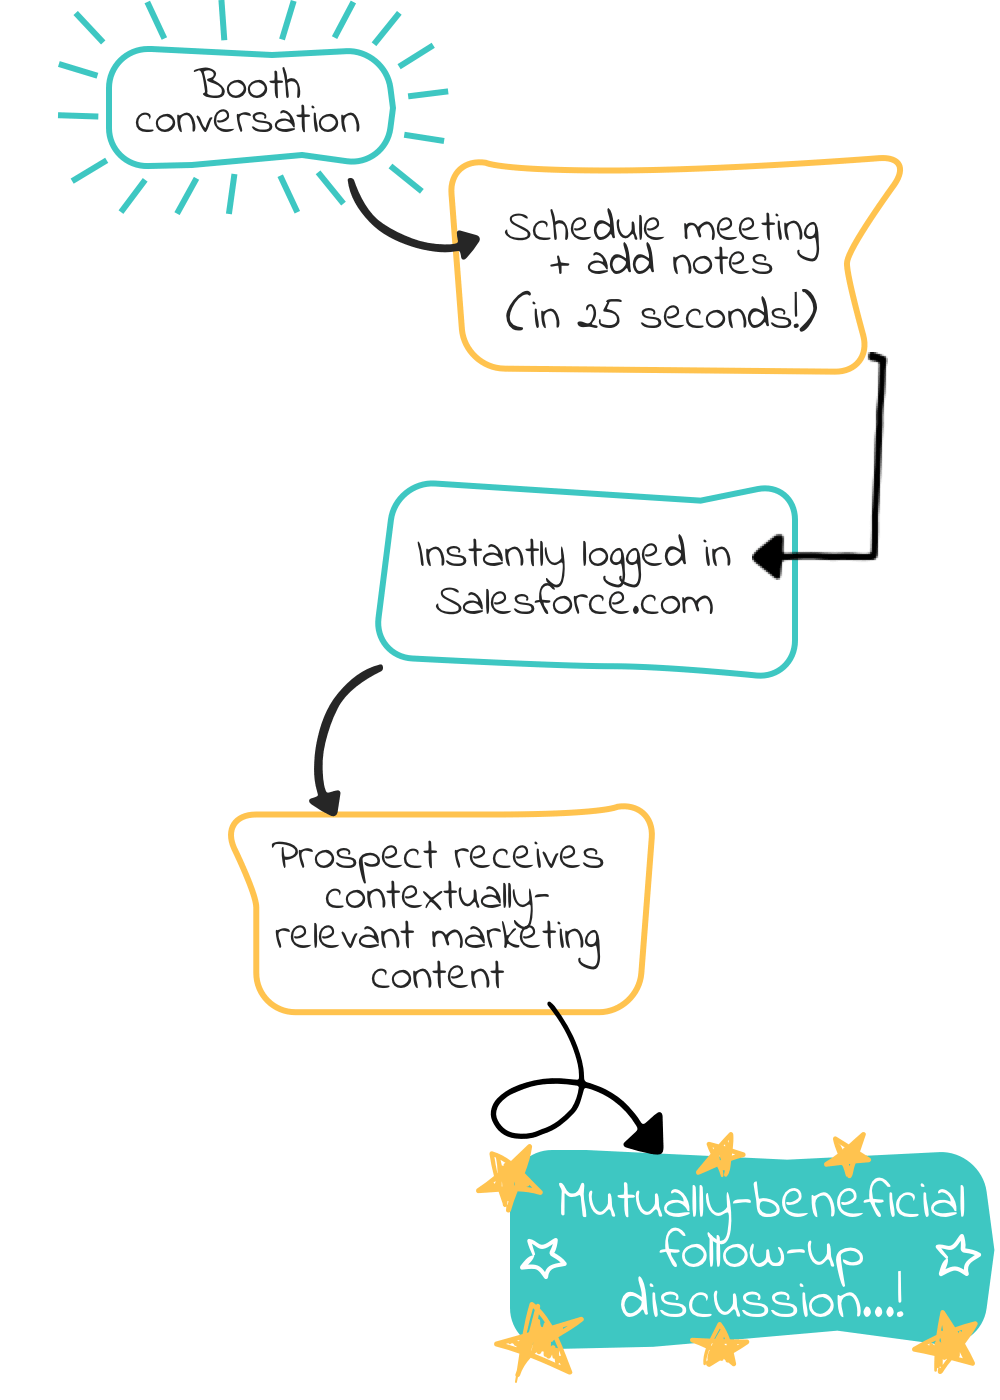 Booth
conversation
Schedule meeting
+ add notes
(in 25 seconds!)
Instantly logged in
Salesforce.com
Prospect receives
contextually-
relevant marketing
content
Mutually-beneficial
follow-up
discussion...!